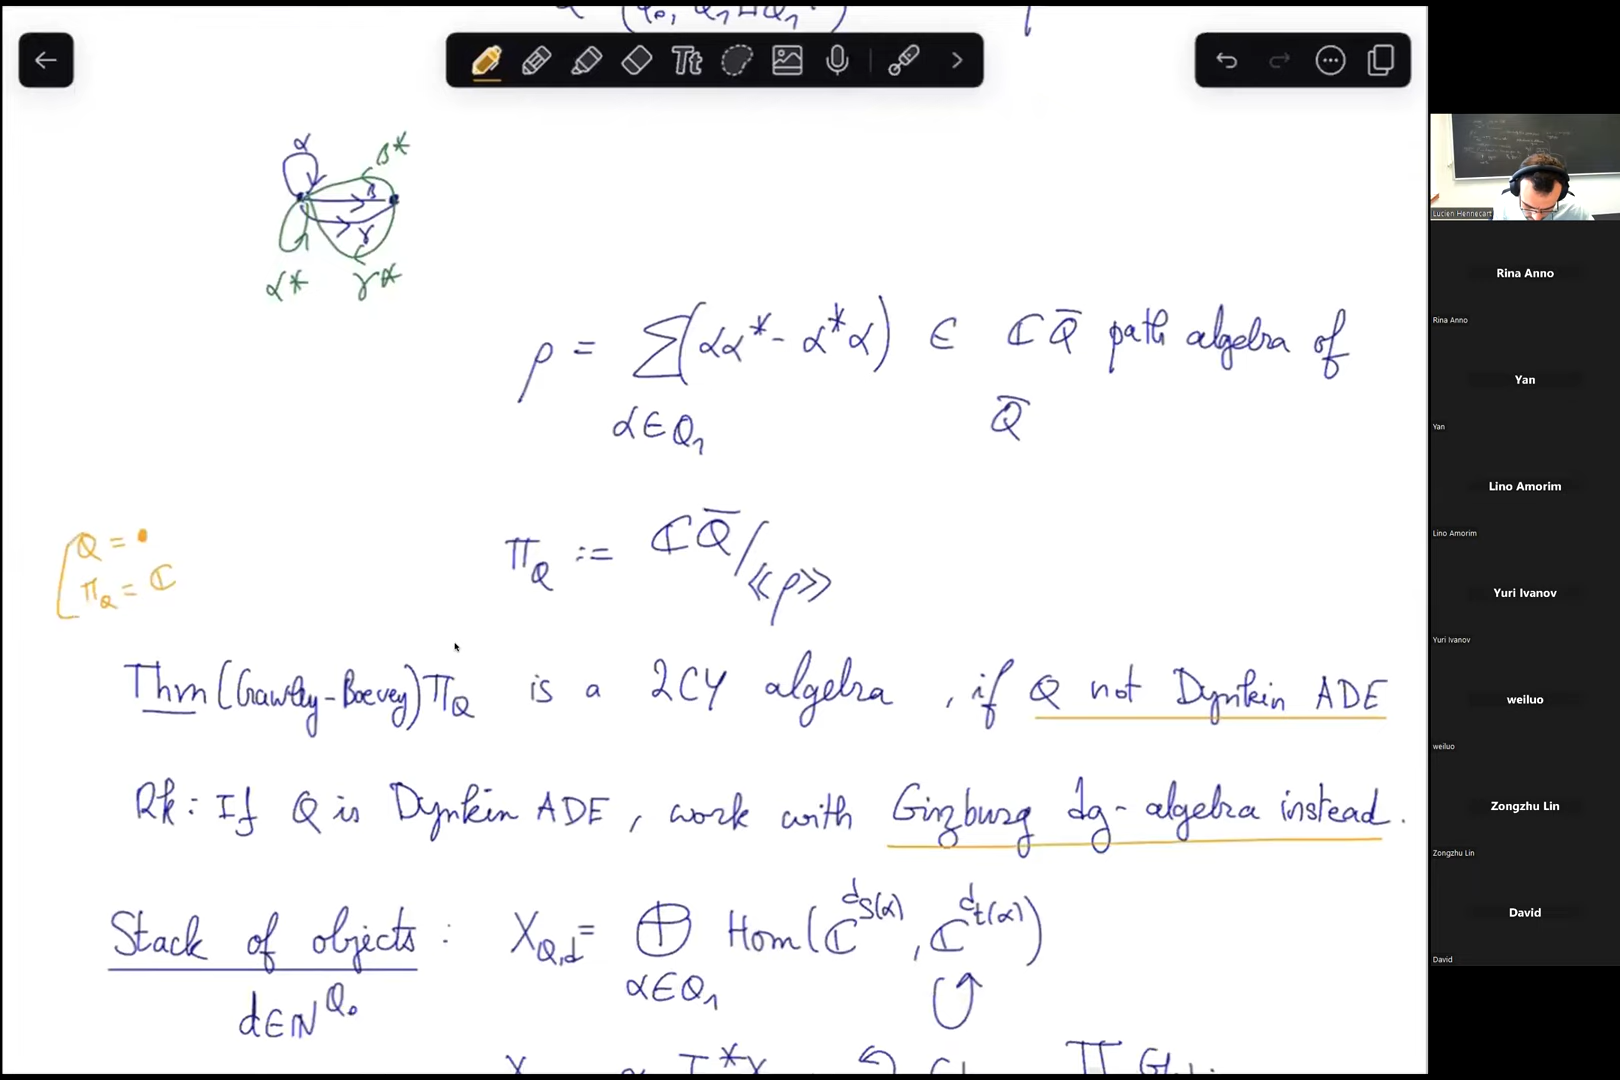 Tt
α
β*
β
γ
α*
γ*
ρ = Σ(αα* - α*α) ∈ ℂQ̄ path algebra of
α∈Q₁ Q̄
Q = •
Π_Q = ℂ
Π_Q := ℂQ̄/≪ρ≫
Thm (Crawley-Boevey) Π_Q is a 2CY algebra, if Q not Dynkin ADE
Rk: If Q is Dynkin ADE, work with Ginzburg dg-algebra instead.
Stack of objects : X_{Q,d} = ⊕ Hom(ℂ^{d_{s(α)}}, ℂ^{d_{t(α)}})
α∈Q₁
d∈ℕ^{Q₀}
Lucien Hennecart
Rina Anno
Rina Anno
Yan
Yan
Lino Amorim
Lino Amorim
Yuri Ivanov
Yuri Ivanov
weiluo
weiluo
Zongzhu Lin
Zongzhu Lin
David
David